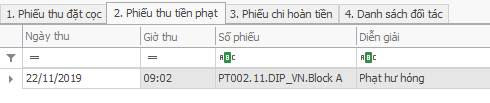 1. Phiếu thu đặt cọc 2. Phiếu thu tiền phạt 3. Phiếu chi hoàn tiền 4. Danh sách đối tác
Ngày thu Giờ thu Số phiếu Diễn giải
= = ABC ABC
22/11/2019 09:02 PT002.11.DIP_VN.Block A Phạt hư hỏng